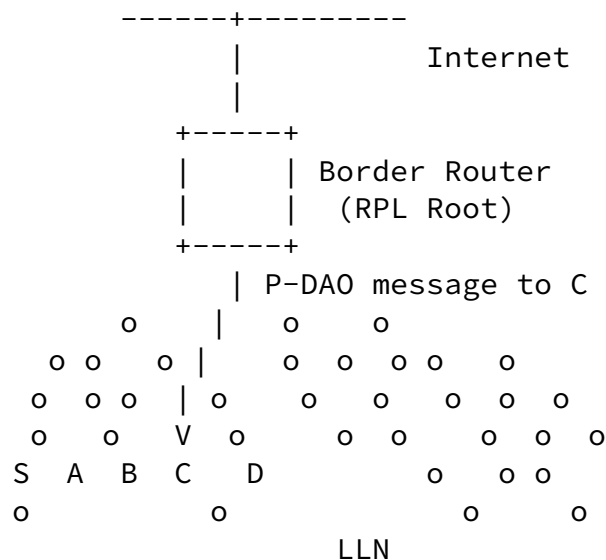 ------+---------
|          Internet
|
+-----+
|     | Border Router
|     |  (RPL Root)
+-----+
| P-DAO message to C
o    |   o    o
o o   o |    o  o  o o   o
o  o o  | o    o   o   o  o  o
o   o   V  o     o  o    o  o  o
S  A  B  C   D         o   o o
o          o             o     o
LLN